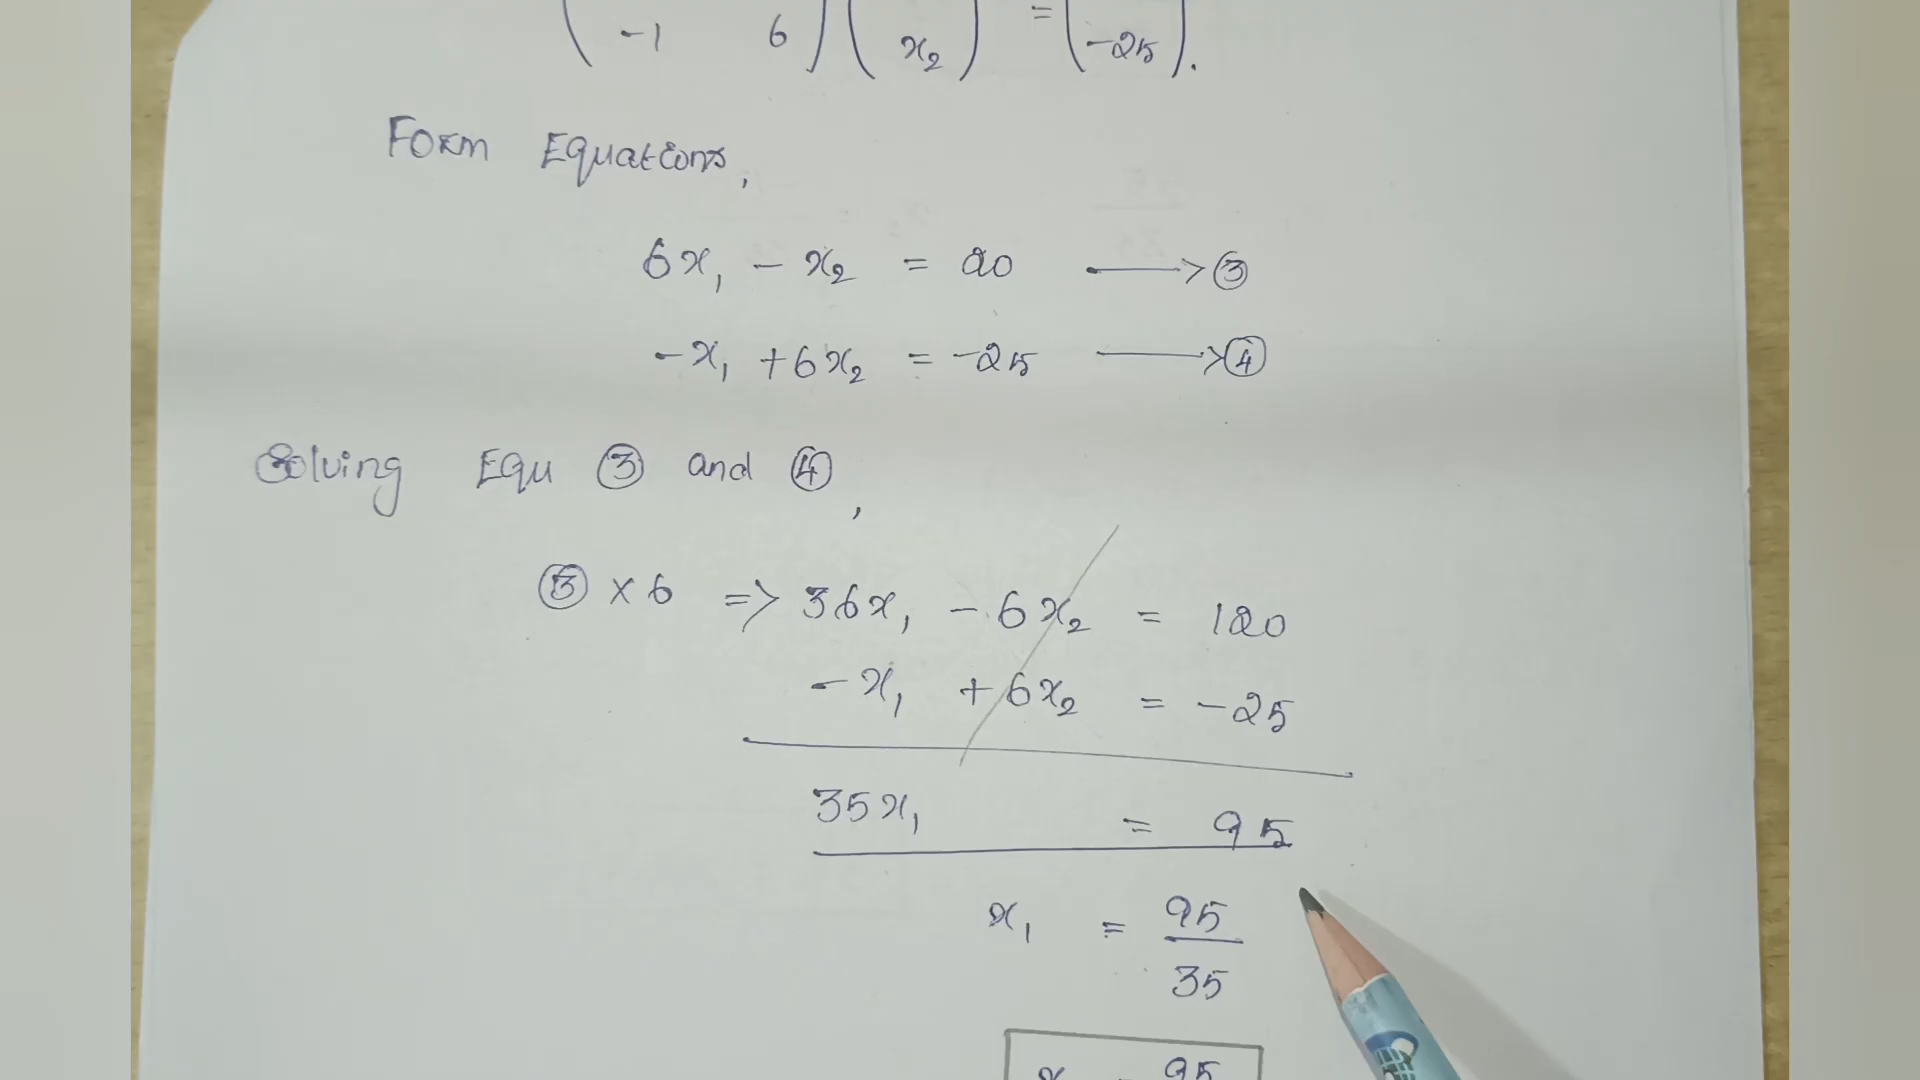 -1 6 x₂ = -25.
Form Equations,
6x₁ - x₂ = 20 → ③
-x₁ + 6x₂ = -25 → ④
Solving Equ ③ and ④,
③ × 6 => 36x₁ - 6x₂ = 120
-x₁ + 6x₂ = -25
35x₁ = 95
x₁ = 95
35
x 95